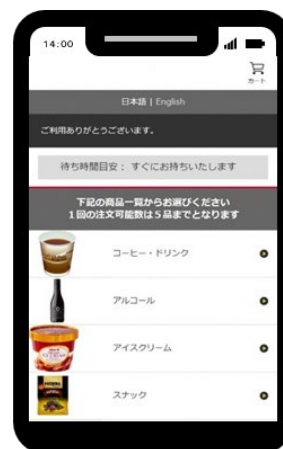 14:00
カート
日本語 | English
ご利用ありがとうございます。
待ち時間目安： すぐにお持ちいたします
下記の商品一覧からお選びください
1回の注文可能数は5品までとなります
コーヒー・ドリンク
アルコール
アイスクリーム
スナック